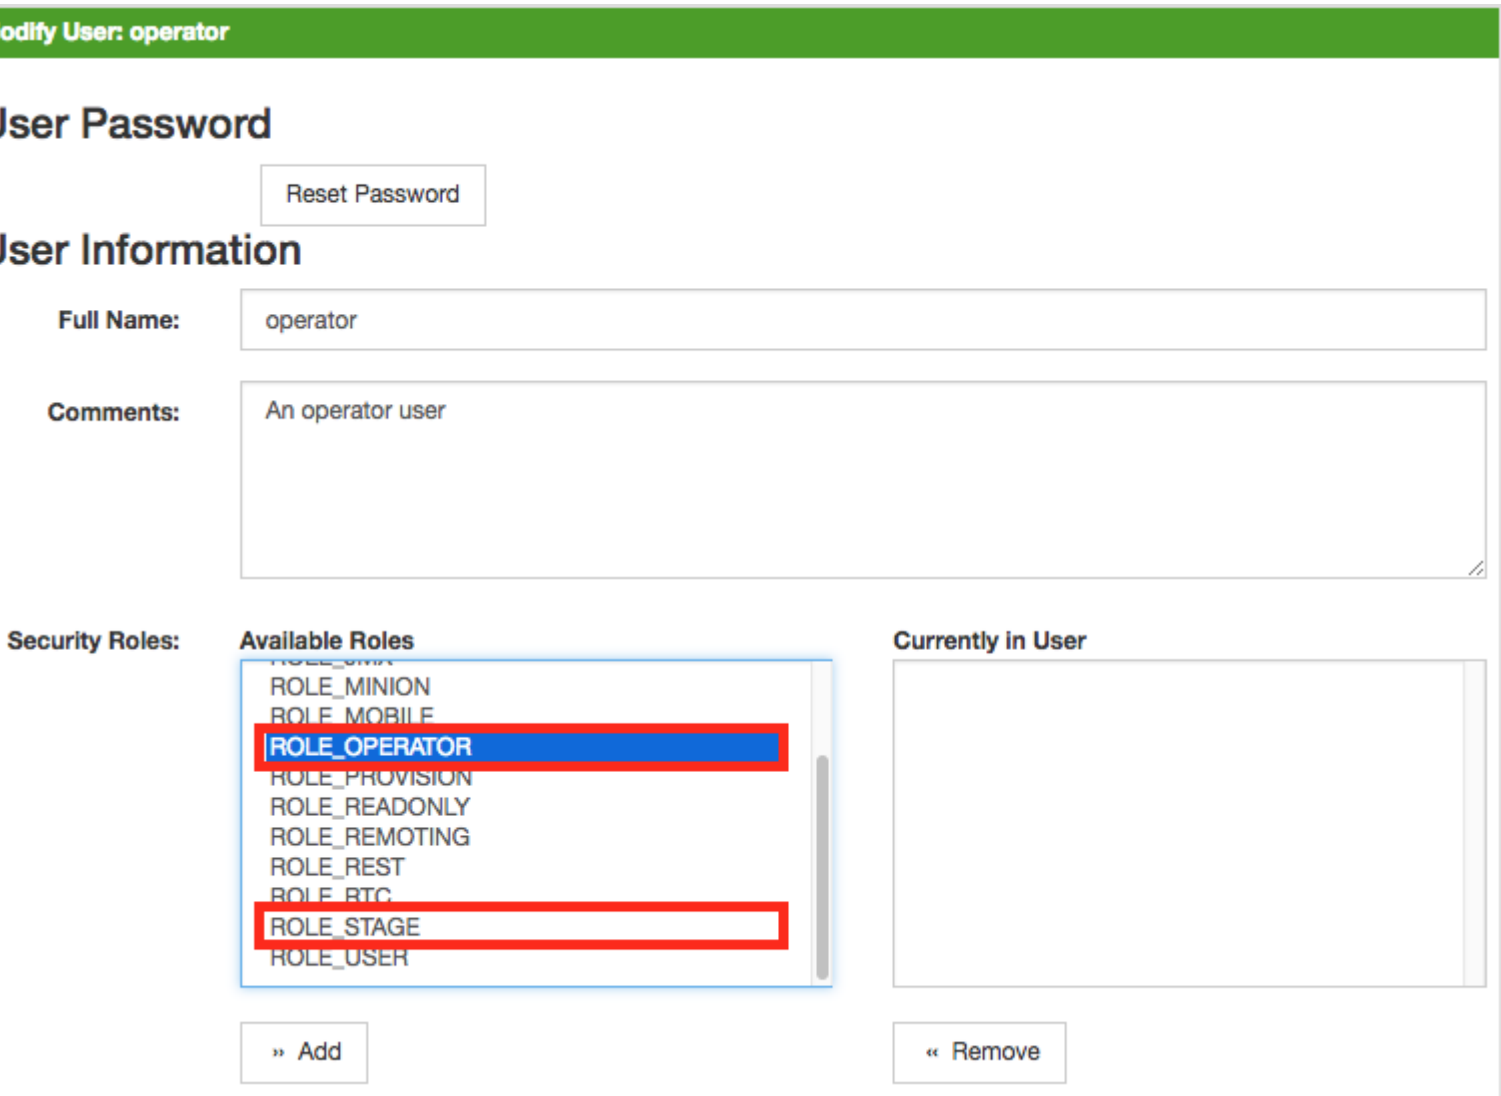 odify User: operator
User Password
Reset Password
User Information
Full Name: operator
Comments: An operator user
Security Roles: Available Roles Currently in User
ROLE_MINION
ROLE_MOBILE
ROLE_OPERATOR
ROLE_PROVISION
ROLE_READONLY
ROLE_REMOTING
ROLE_REST
ROLE_RTC
ROLE_STAGE
ROLE_USER
» Add « Remove